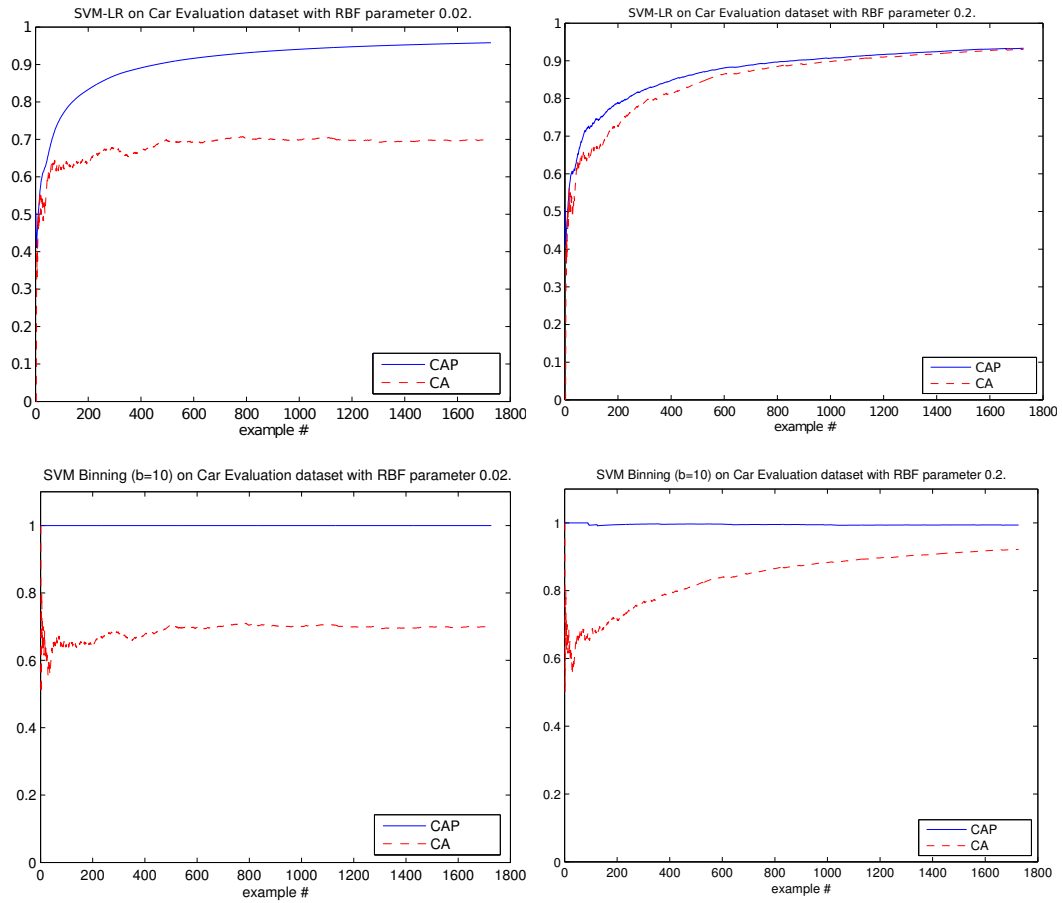 SVM-LR on Car Evaluation dataset with RBF parameter 0.02.
1
0.9
0.8
0.7
0.6
0.5
0.4
0.3
0.2
0.1
0
0 200 400 600 800 1000 1200 1400 1600 1800
example #
CAP
CA
SVM-LR on Car Evaluation dataset with RBF parameter 0.2.
1
0.9
0.8
0.7
0.6
0.5
0.4
0.3
0.2
0.1
0
0 200 400 600 800 1000 1200 1400 1600 1800
example #
CAP
CA
SVM Binning (b=10) on Car Evaluation dataset with RBF parameter 0.02.
1
0.8
0.6
0.4
0.2
0
0 200 400 600 800 1000 1200 1400 1600 1800
example #
CAP
CA
SVM Binning (b=10) on Car Evaluation dataset with RBF parameter 0.2.
1
0.8
0.6
0.4
0.2
0
0 200 400 600 800 1000 1200 1400 1600 1800
example #
CAP
CA